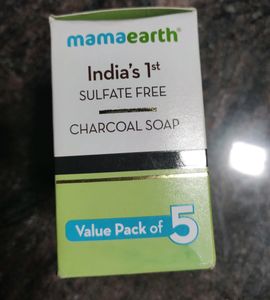 mamaearth®
India's 1st
SULFATE FREE
CHARCOAL SOAP
Value Pack of 5